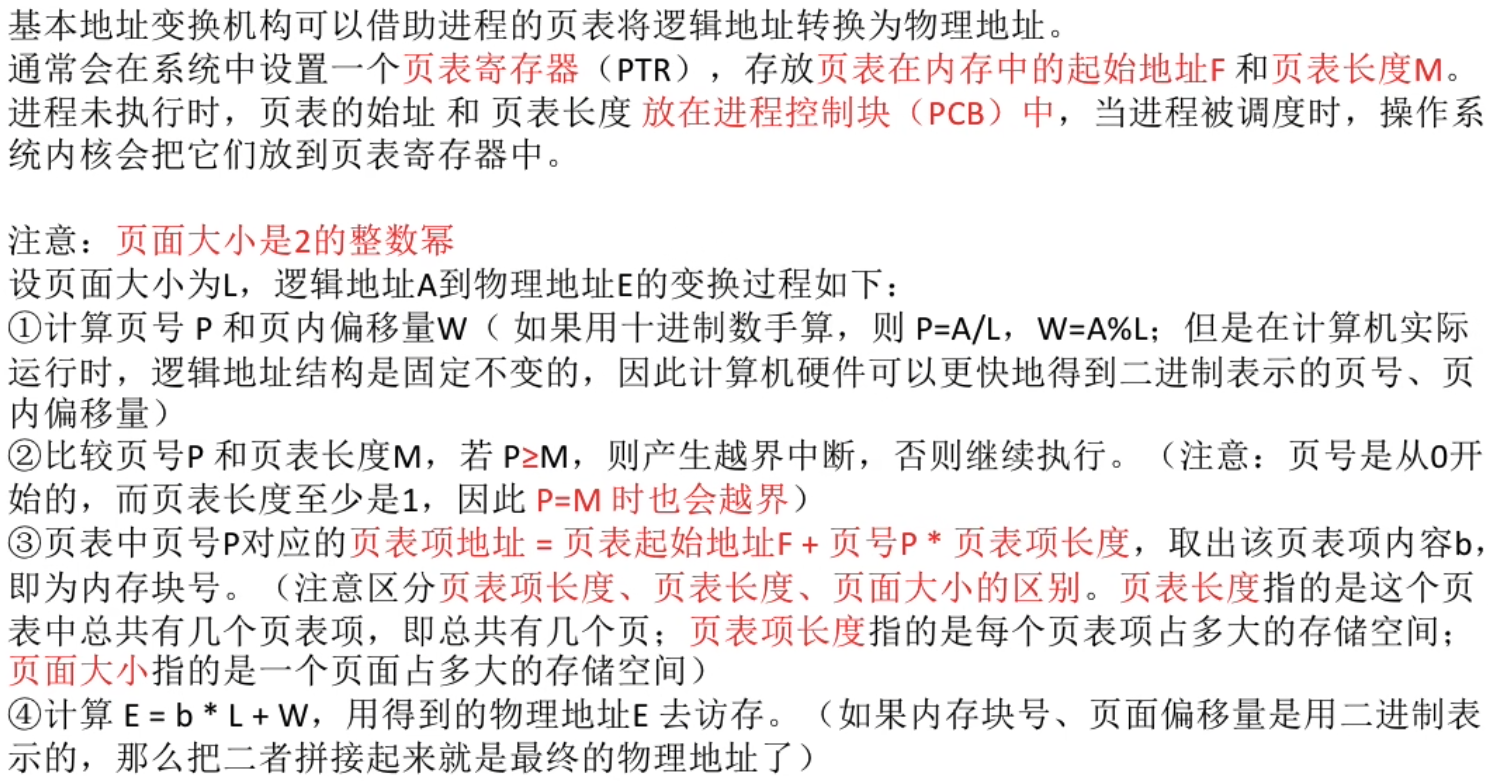 基本地址变换机构可以借助进程的页表将逻辑地址转换为物理地址。
通常会在系统中设置一个页表寄存器（PTR），存放页表在内存中的起始地址F 和页表长度M。
进程未执行时，页表的始址 和 页表长度 放在进程控制块（PCB）中，当进程被调度时，操作系
统内核会把它们放到页表寄存器中。
注意：页面大小是2的整数幂
设页面大小为L，逻辑地址A到物理地址E的变换过程如下：
①计算页号 P 和页内偏移量W（ 如果用十进制数手算，则 P=A/L，W=A%L；但是在计算机实际
运行时，逻辑地址结构是固定不变的，因此计算机硬件可以更快地得到二进制表示的页号、页
内偏移量）
②比较页号P 和页表长度M，若 P≥M，则产生越界中断，否则继续执行。（注意：页号是从0开
始的，而页表长度至少是1，因此 P=M 时也会越界）
③页表中页号P对应的页表项地址 = 页表起始地址F + 页号P * 页表项长度，取出该页表项内容b，
即为内存块号。（注意区分页表项长度、页表长度、页面大小的区别。页表长度指的是这个页
表中总共有几个页表项，即总共有几个页；页表项长度指的是每个页表项占多大的存储空间；
页面大小指的是一个页面占多大的存储空间）
④计算 E = b * L + W，用得到的物理地址E 去访存。（如果内存块号、页面偏移量是用二进制表
示的，那么把二者拼接起来就是最终的物理地址了）